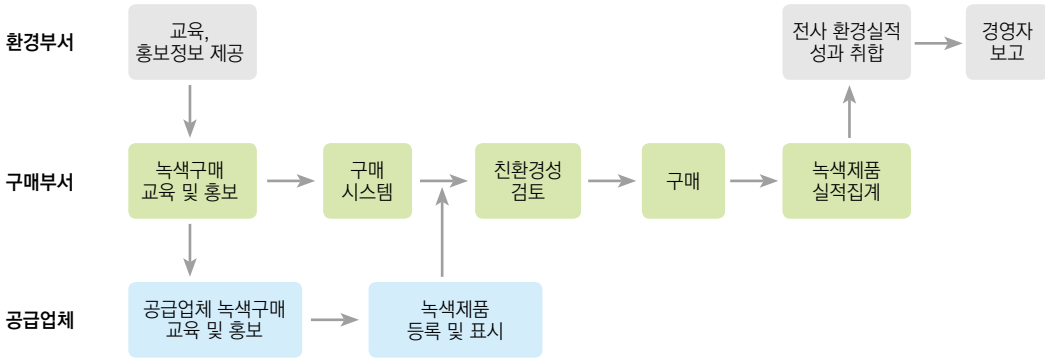 환경부서
교육,
홍보정보 제공
전사 환경실적
성과 취합
경영자
보고
구매부서
녹색구매
교육 및 홍보
구매
시스템
친환경성
검토
구매
녹색제품
실적집계
공급업체
공급업체 녹색구매
교육 및 홍보
녹색제품
등록 및 표시